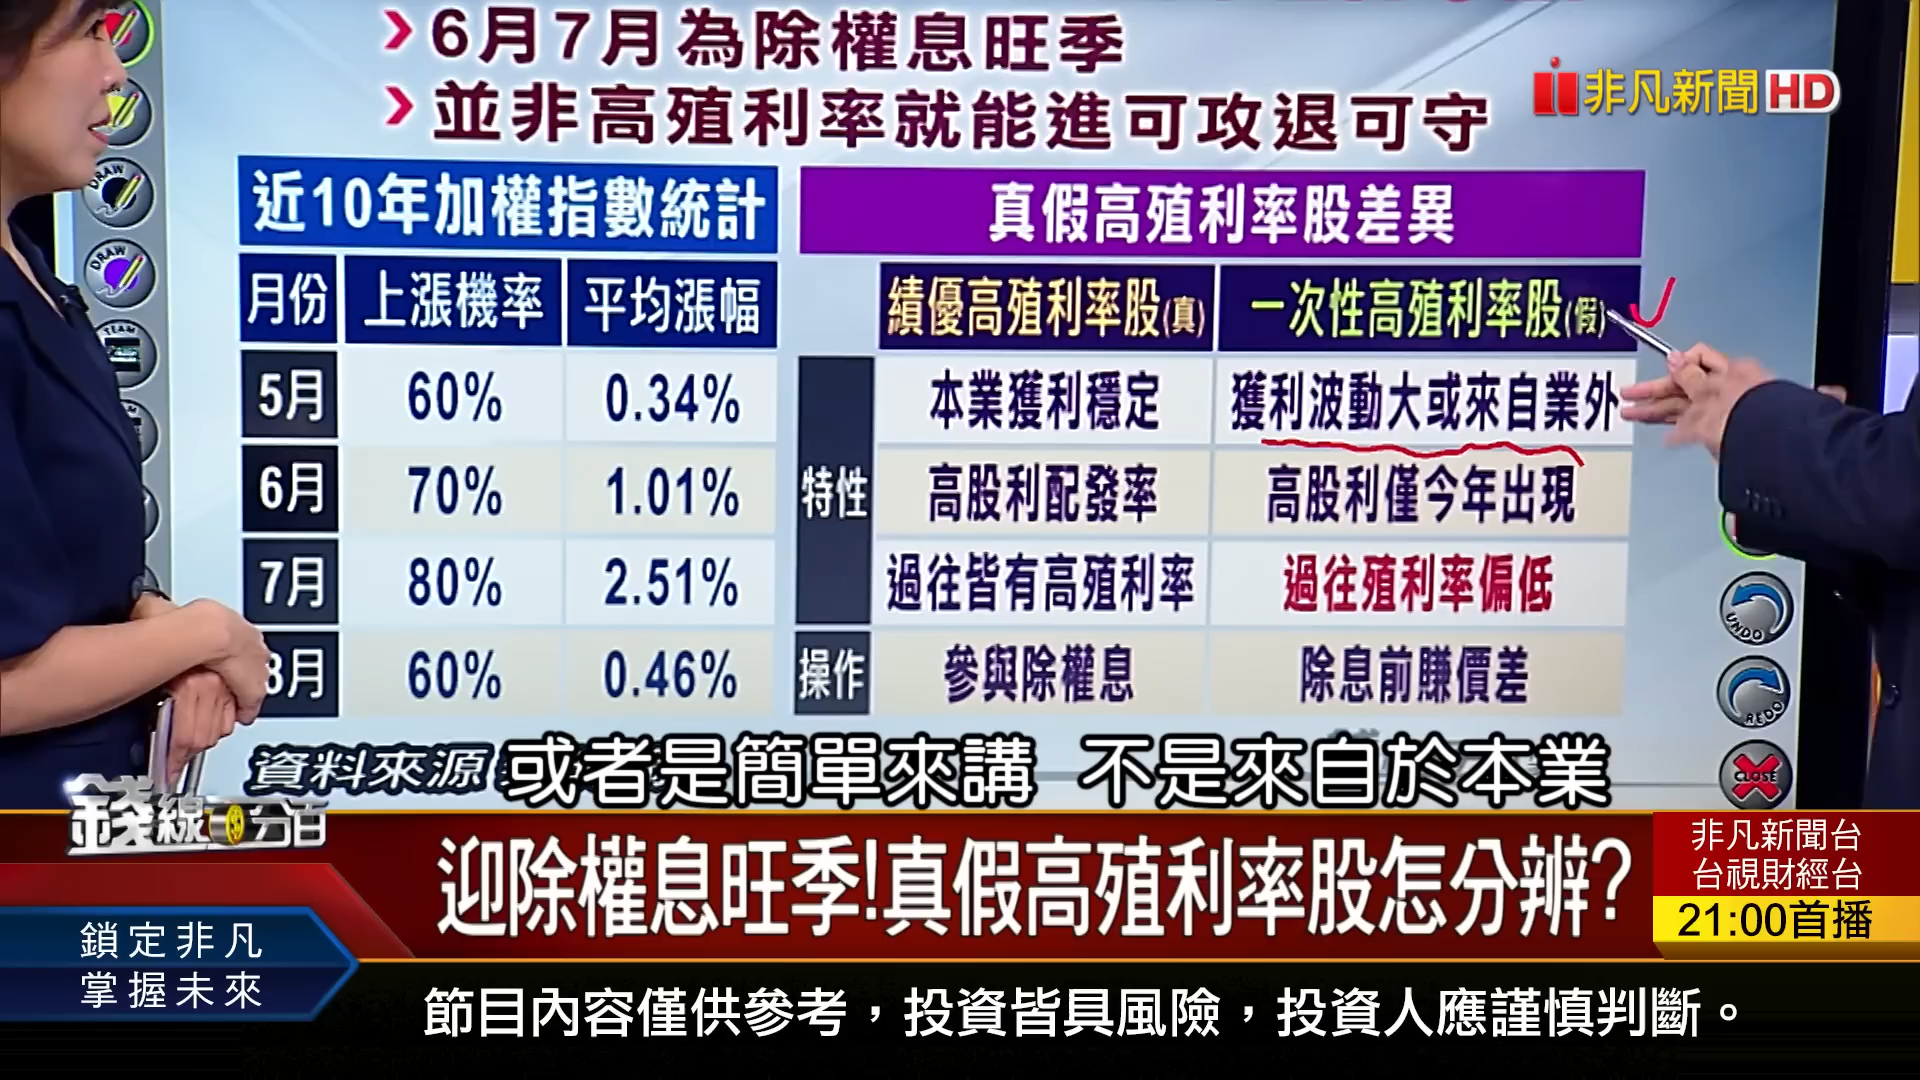 6月7月為除權息旺季
並非高殖利率就能進可攻退可守
非凡新聞HD
近10年加權指數統計
月份 上漲機率 平均漲幅
5月 60% 0.34%
6月 70% 1.01%
7月 80% 2.51%
8月 60% 0.46%
真假高殖利率股差異
績優高殖利率股(真) 一次性高殖利率股(假)
特性
本業獲利穩定 獲利波動大或來自業外
高股利配發率 高股利僅今年出現
過往皆有高殖利率 過往殖利率偏低
操作 參與除權息 除息前賺價差
DRAW
DRAW
TEAM
UNDO
REDO
CLOSE
資料來源
或者是簡單來講 不是來自於本業
錢線百分百
迎除權息旺季!真假高殖利率股怎分辨?
非凡新聞台
台視財經台
21:00首播
鎖定非凡
掌握未來
節目內容僅供參考，投資皆具風險，投資人應謹慎判斷。